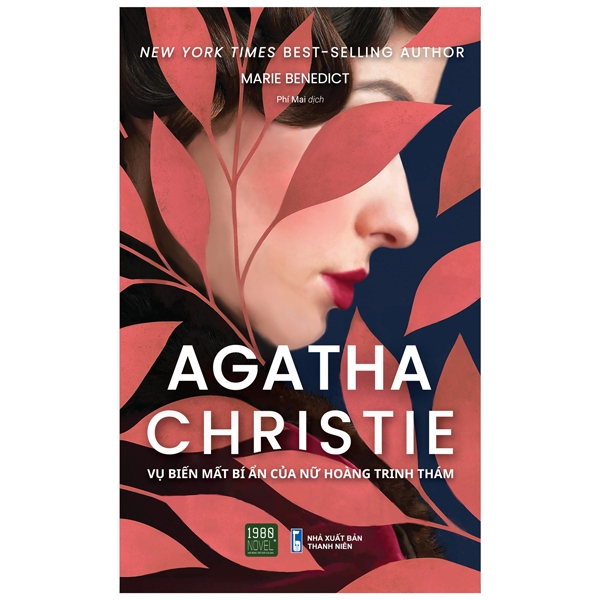 NEW YORK TIMES BEST-SELLING AUTHOR
MARIE BENEDICT
Phí Mai dịch
AGATHA
CHRISTIE
VỤ BIẾN MẤT BÍ ẨN CỦA NỮ HOÀNG TRINH THÁM
1980
NOVEL
NHÀ XUẤT BẢN
THANH NIÊN